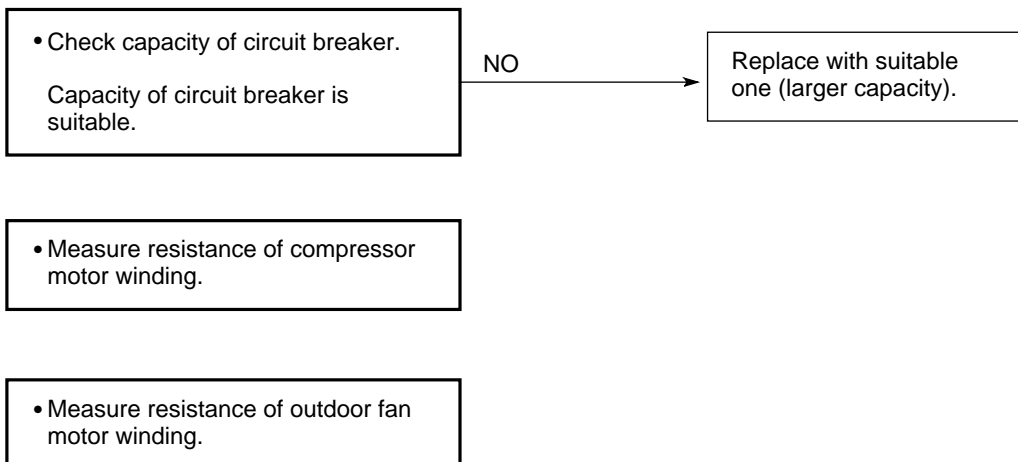 • Check capacity of circuit breaker.
Capacity of circuit breaker is
suitable.
NO
Replace with suitable
one (larger capacity).
• Measure resistance of compressor
motor winding.
• Measure resistance of outdoor fan
motor winding.